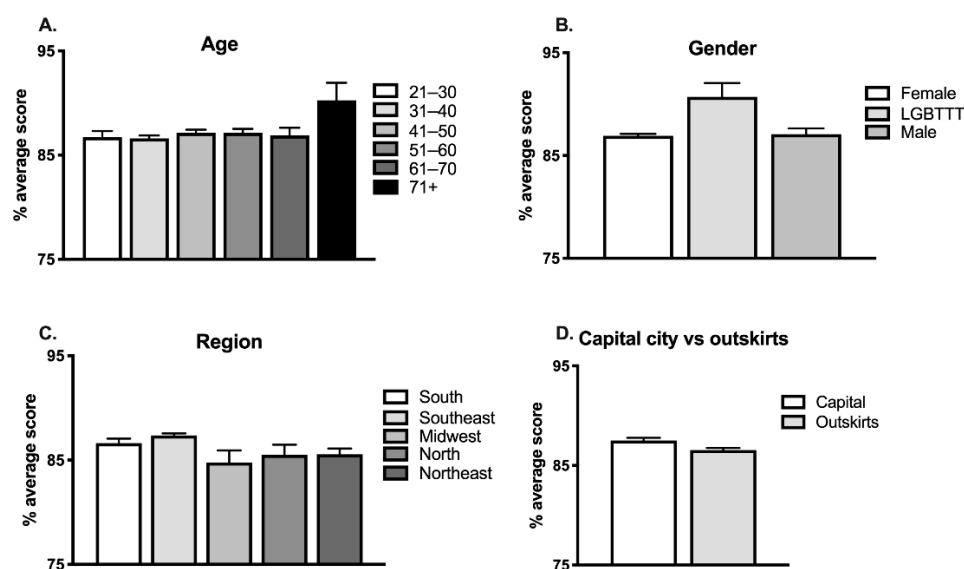 A.
Age
95
85
75
% average score
21–30
31–40
41–50
51–60
61–70
71+
B.
Gender
95
85
75
% average score
Female
LGBTTT
Male
C.
Region
95
85
75
% average score
South
Southeast
Midwest
North
Northeast
D. Capital city vs outskirts
95
85
75
% average score
Capital
Outskirts